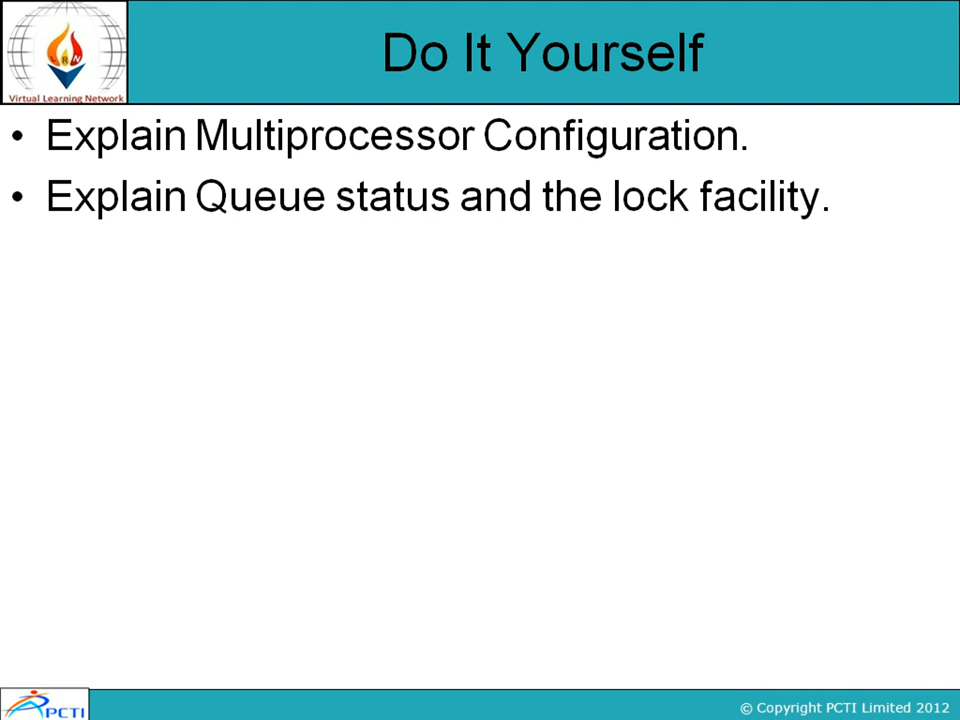 Do It Yourself
RN
Virtual Learning Network
• Explain Multiprocessor Configuration.
• Explain Queue status and the lock facility.
PCTI
© Copyright PCTI Limited 2012